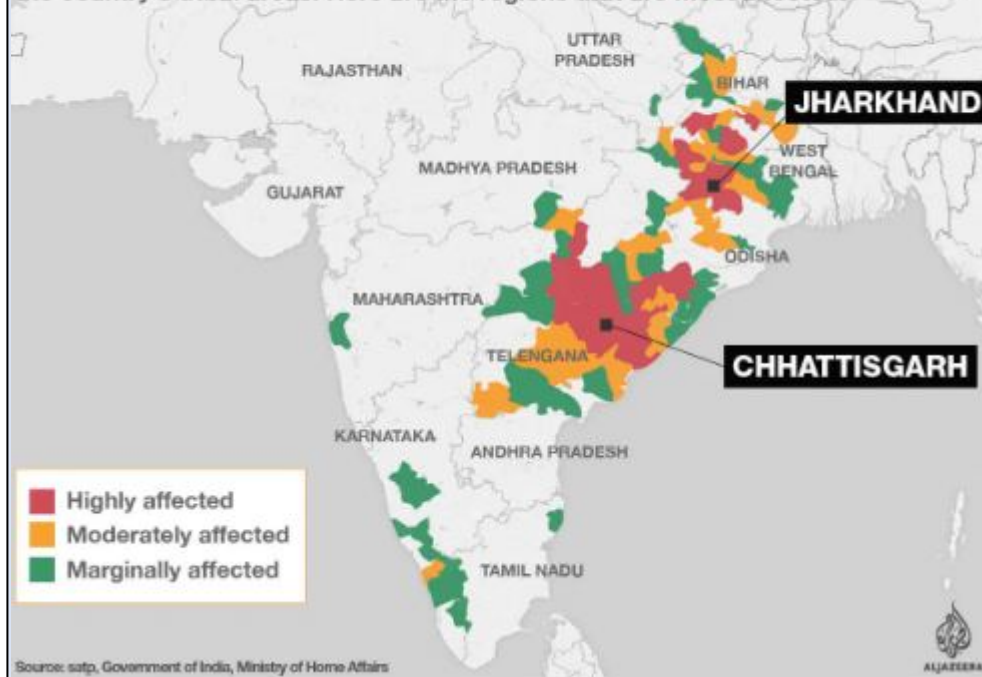 UTTAR
PRADESH
RAJASTHAN
BIHAR
JHARKHAND
WEST
BENGAL
MADHYA PRADESH
GUJARAT
ODISHA
MAHARASHTRA
TELENGANA
CHHATTISGARH
KARNATAKA
ANDHRA PRADESH
Highly affected
Moderately affected
Marginally affected
TAMIL NADU
Source: satp, Government of India, Ministry of Home Affairs
ALJAZEERA